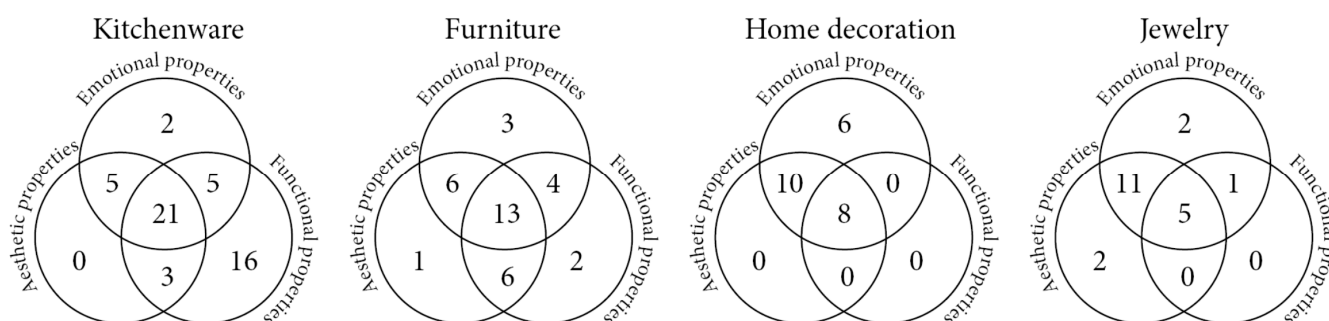 Kitchenware
Furniture
Home decoration
Jewelry
Emotional properties
Emotional properties
Emotional properties
Emotional properties
2
3
6
2
Aesthetic properties
Functional properties
Aesthetic properties
Functional properties
Aesthetic properties
Functional properties
Aesthetic properties
Functional properties
5
5
6
4
10
0
11
1
21
13
8
5
0
16
1
2
0
0
2
0
3
6
0
0